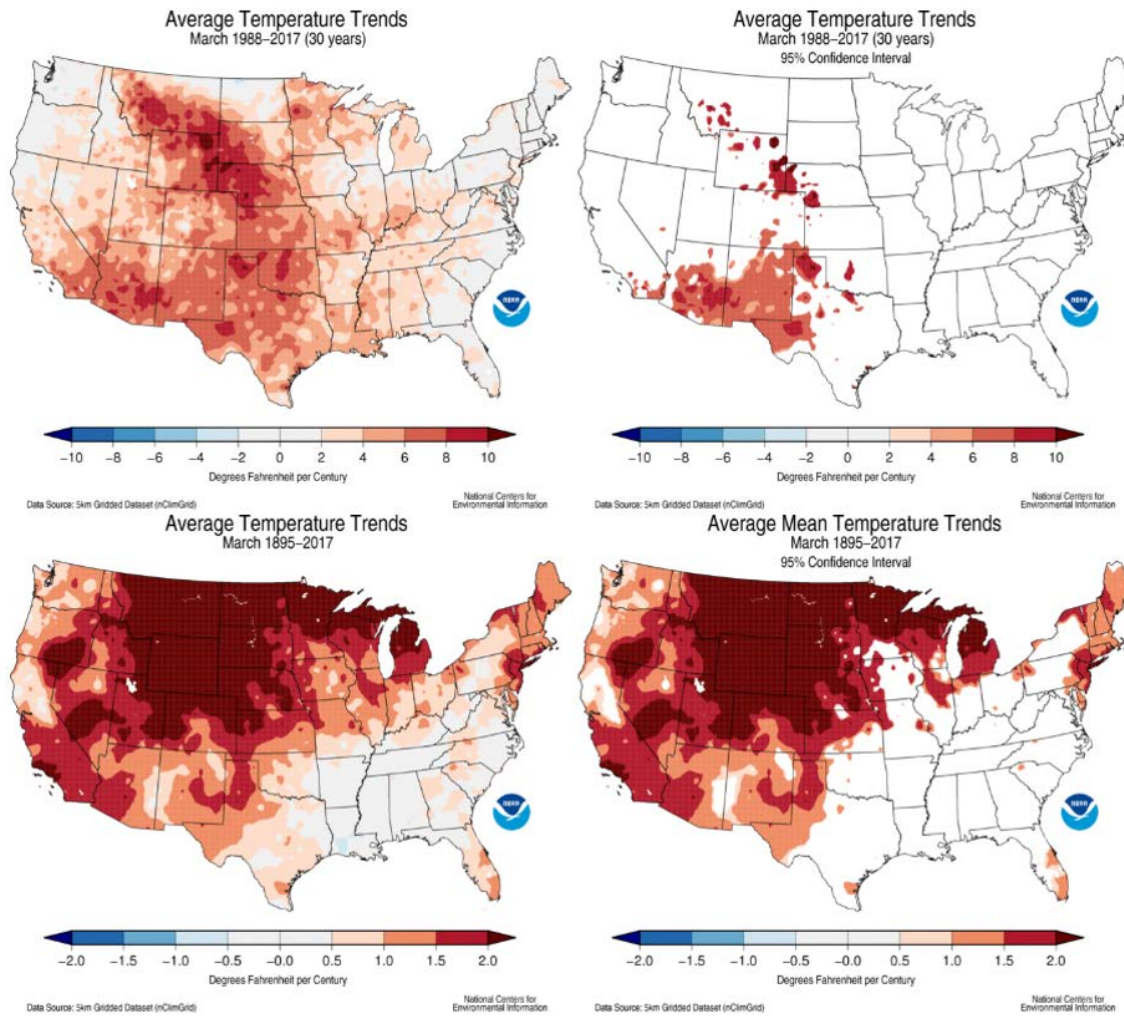 Average Temperature Trends
March 1988–2017 (30 years)
noaa
−10 −8 −6 −4 −2 0 2 4 6 8 10
Degrees Fahrenheit per Century
Data Source: 5km Gridded Dataset (nClimGrid)
National Centers for
Environmental Information
Average Temperature Trends
March 1988–2017 (30 years)
95% Confidence Interval
noaa
−10 −8 −6 −4 −2 0 2 4 6 8 10
Degrees Fahrenheit per Century
Data Source: 5km Gridded Dataset (nClimGrid)
National Centers for
Environmental Information
Average Temperature Trends
March 1895–2017
noaa
−2.0 −1.5 −1.0 −0.5 −0.0 0.5 1.0 1.5 2.0
Degrees Fahrenheit per Century
Data Source: 5km Gridded Dataset (nClimGrid)
National Centers for
Environmental Information
Average Mean Temperature Trends
March 1895–2017
95% Confidence Interval
noaa
−2.0 −1.5 −1.0 −0.5 −0.0 0.5 1.0 1.5 2.0
Degrees Fahrenheit per Century
Data Source: 5km Gridded Dataset (nClimGrid)
National Centers for
Environmental Information